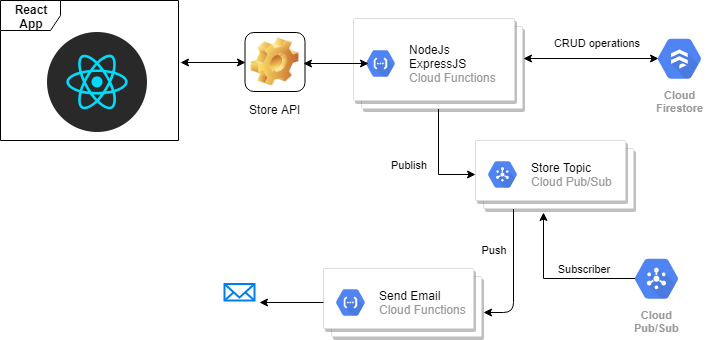 React
App
Store API
NodeJs
ExpressJS
Cloud Functions
CRUD operations
Cloud
Firestore
Publish
Store Topic
Cloud Pub/Sub
Push
Subscriber
Send Email
Cloud Functions
Cloud
Pub/Sub